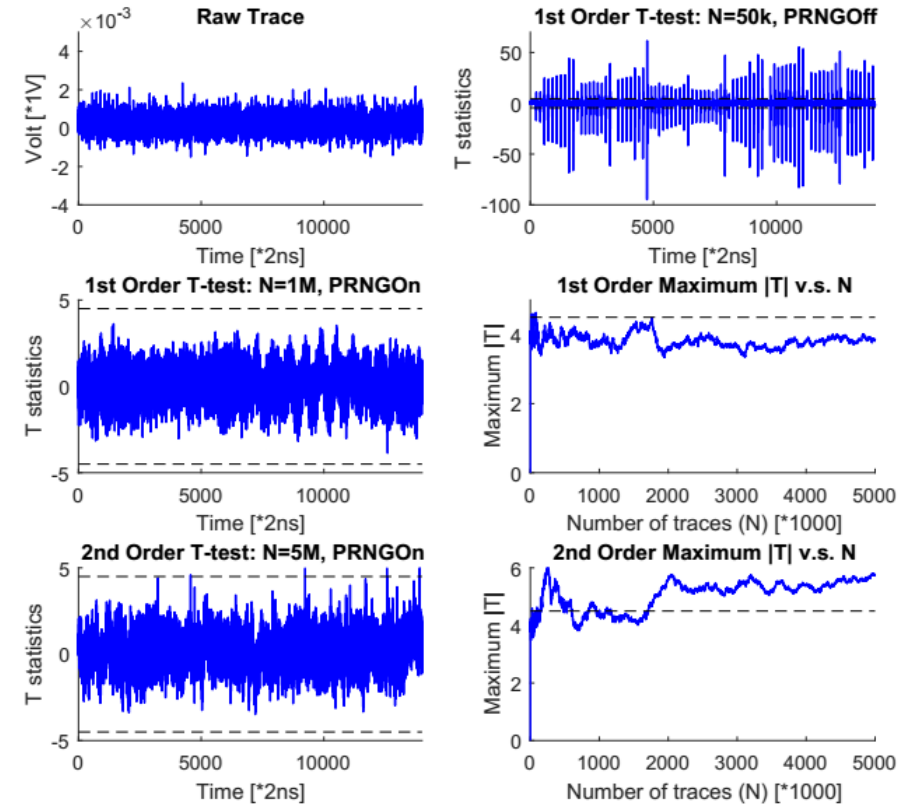 Raw Trace
×10⁻³
4
2
0
-2
-4
Volt [*1V]
0 5000 10000
Time [*2ns]
1st Order T-test: N=50k, PRNGOff
50
0
-50
-100
T statistics
0 5000 10000
Time [*2ns]
1st Order T-test: N=1M, PRNGOn
5
0
-5
T statistics
0 5000 10000
Time [*2ns]
1st Order Maximum |T| v.s. N
4
2
0
Maximum |T|
0 1000 2000 3000 4000 5000
Number of traces (N) [*1000]
2nd Order T-test: N=5M, PRNGOn
5
0
-5
T statistics
0 5000 10000
Time [*2ns]
2nd Order Maximum |T| v.s. N
6
4
2
0
Maximum |T|
0 1000 2000 3000 4000 5000
Number of traces (N) [*1000]